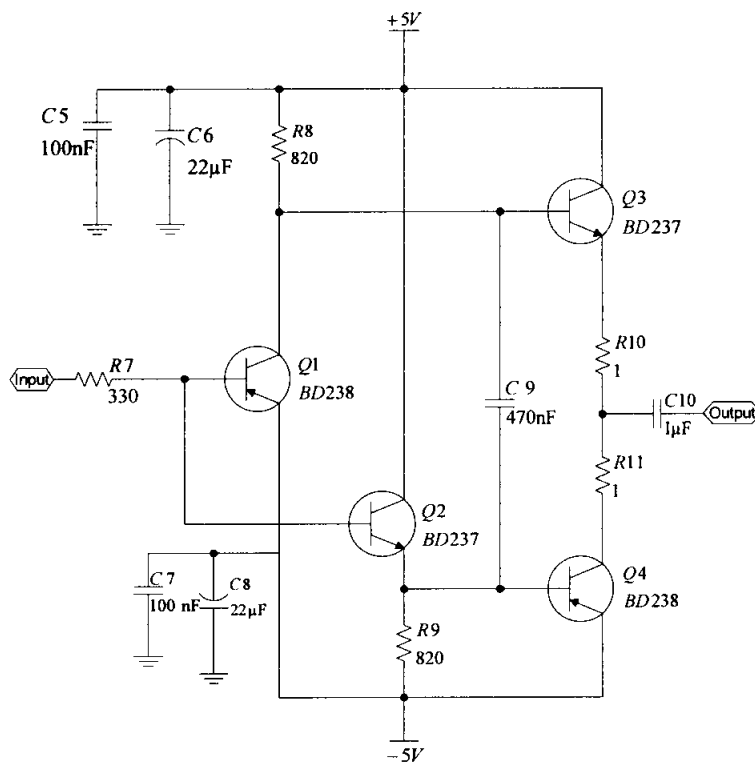 +5V
C5
100nF
C6
22µF
R8
820
Q3
BD237
Input
R7
330
Q1
BD238
R10
1
C9
470nF
C10
1µF
Output
R11
1
Q2
BD237
C7
100 nF
C8
22µF
Q4
BD238
R9
820
-5V